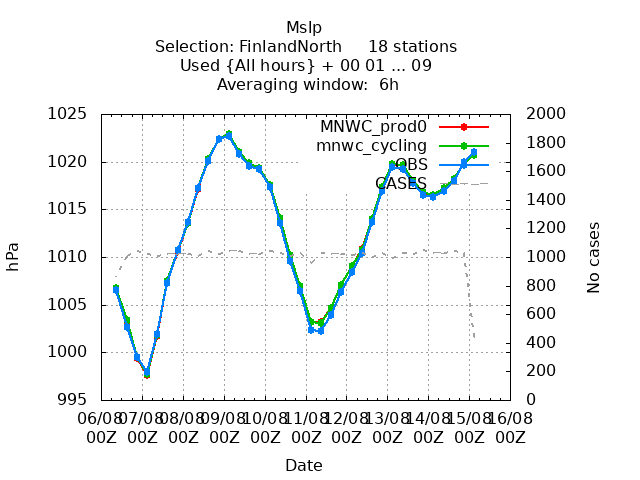 Mslp
Selection: FinlandNorth 18 stations
Used {All hours} + 00 01 ... 09
Averaging window: 6h
MNWC_prod0
mnwc_cycling
OBS
CASES
1025
1020
1015
1010
1005
1000
995
hPa
2000
1800
1600
1400
1200
1000
800
600
400
200
0
No cases
06/08 07/08 08/08 09/08 10/08 11/08 12/08 13/08 14/08 15/08 16/08
00Z 00Z 00Z 00Z 00Z 00Z 00Z 00Z 00Z 00Z 00Z
Date